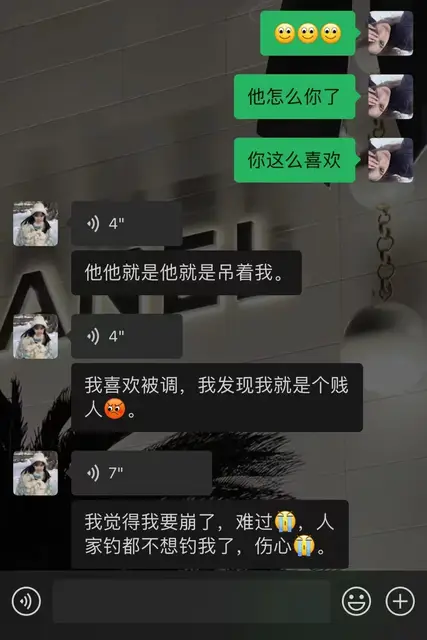 🙂🙂🙂
他怎么你了
你这么喜欢
4"
他他就是他就是吊着我。
4"
我喜欢被调，我发现我就是个贱
人😡。
7"
我觉得我要崩了，难过😭，人
家钓都不想钓我了，伤心😭。
ANEL